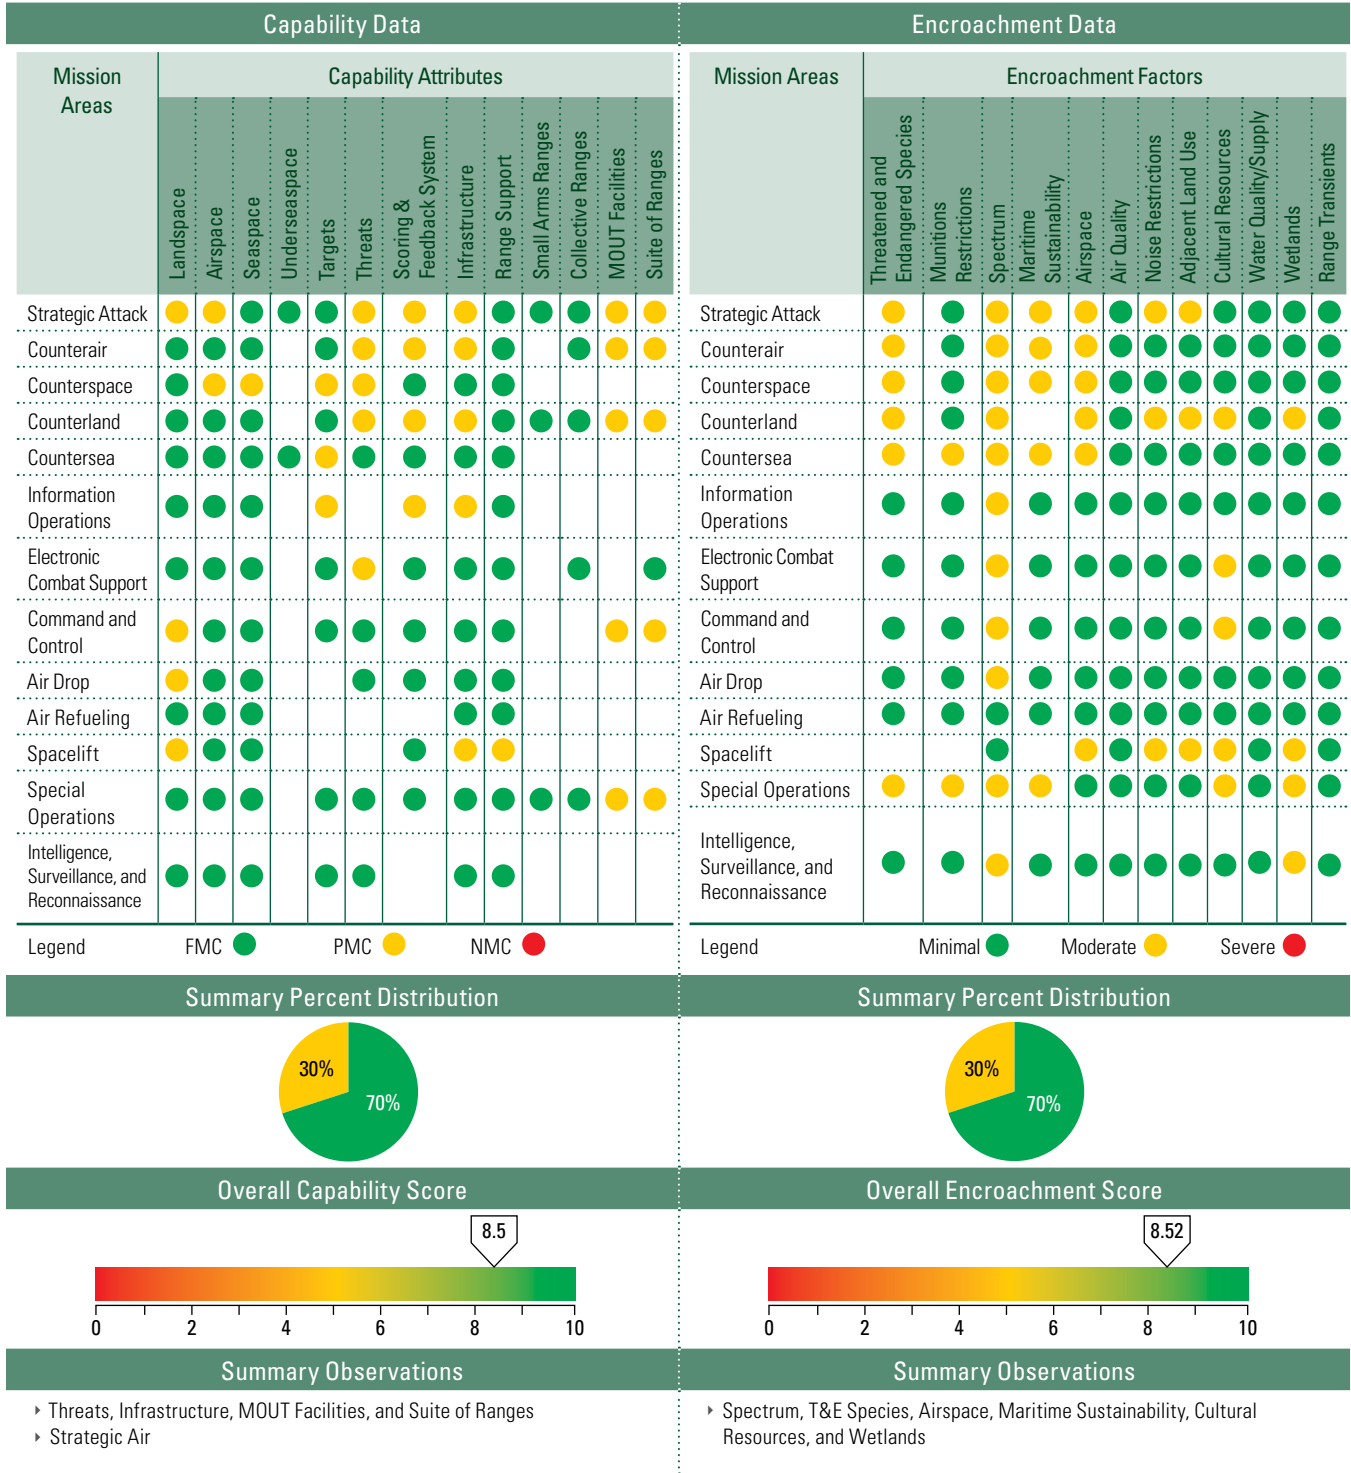 Capability Data
Mission
Areas
Capability Attributes
Landspace
Airspace
Seaspace
Underseaspace
Targets
Threats
Scoring &
Feedback System
Infrastructure
Range Support
Small Arms Ranges
Collective Ranges
MOUT Facilities
Suite of Ranges
Strategic Attack
Counterair
Counterspace
Counterland
Countersea
Information
Operations
Electronic
Combat Support
Command and
Control
Air Drop
Air Refueling
Spacelift
Special
Operations
Intelligence,
Surveillance, and
Reconnaissance
Legend
FMC
PMC
NMC
Summary Percent Distribution
30%
70%
Overall Capability Score
8.5
0
2
4
6
8
10
Summary Observations
Threats, Infrastructure, MOUT Facilities, and Suite of Ranges
Strategic Air
Encroachment Data
Mission Areas
Encroachment Factors
Threatened and
Endangered Species
Munitions
Restrictions
Spectrum
Maritime
Sustainability
Airspace
Air Quality
Noise Restrictions
Adjacent Land Use
Cultural Resources
Water Quality/Supply
Wetlands
Range Transients
Strategic Attack
Counterair
Counterspace
Counterland
Countersea
Information
Operations
Electronic Combat
Support
Command and
Control
Air Drop
Air Refueling
Spacelift
Special Operations
Intelligence,
Surveillance, and
Reconnaissance
Legend
Minimal
Moderate
Severe
Summary Percent Distribution
30%
70%
Overall Encroachment Score
8.52
0
2
4
6
8
10
Summary Observations
Spectrum, T&E Species, Airspace, Maritime Sustainability, Cultural
Resources, and Wetlands